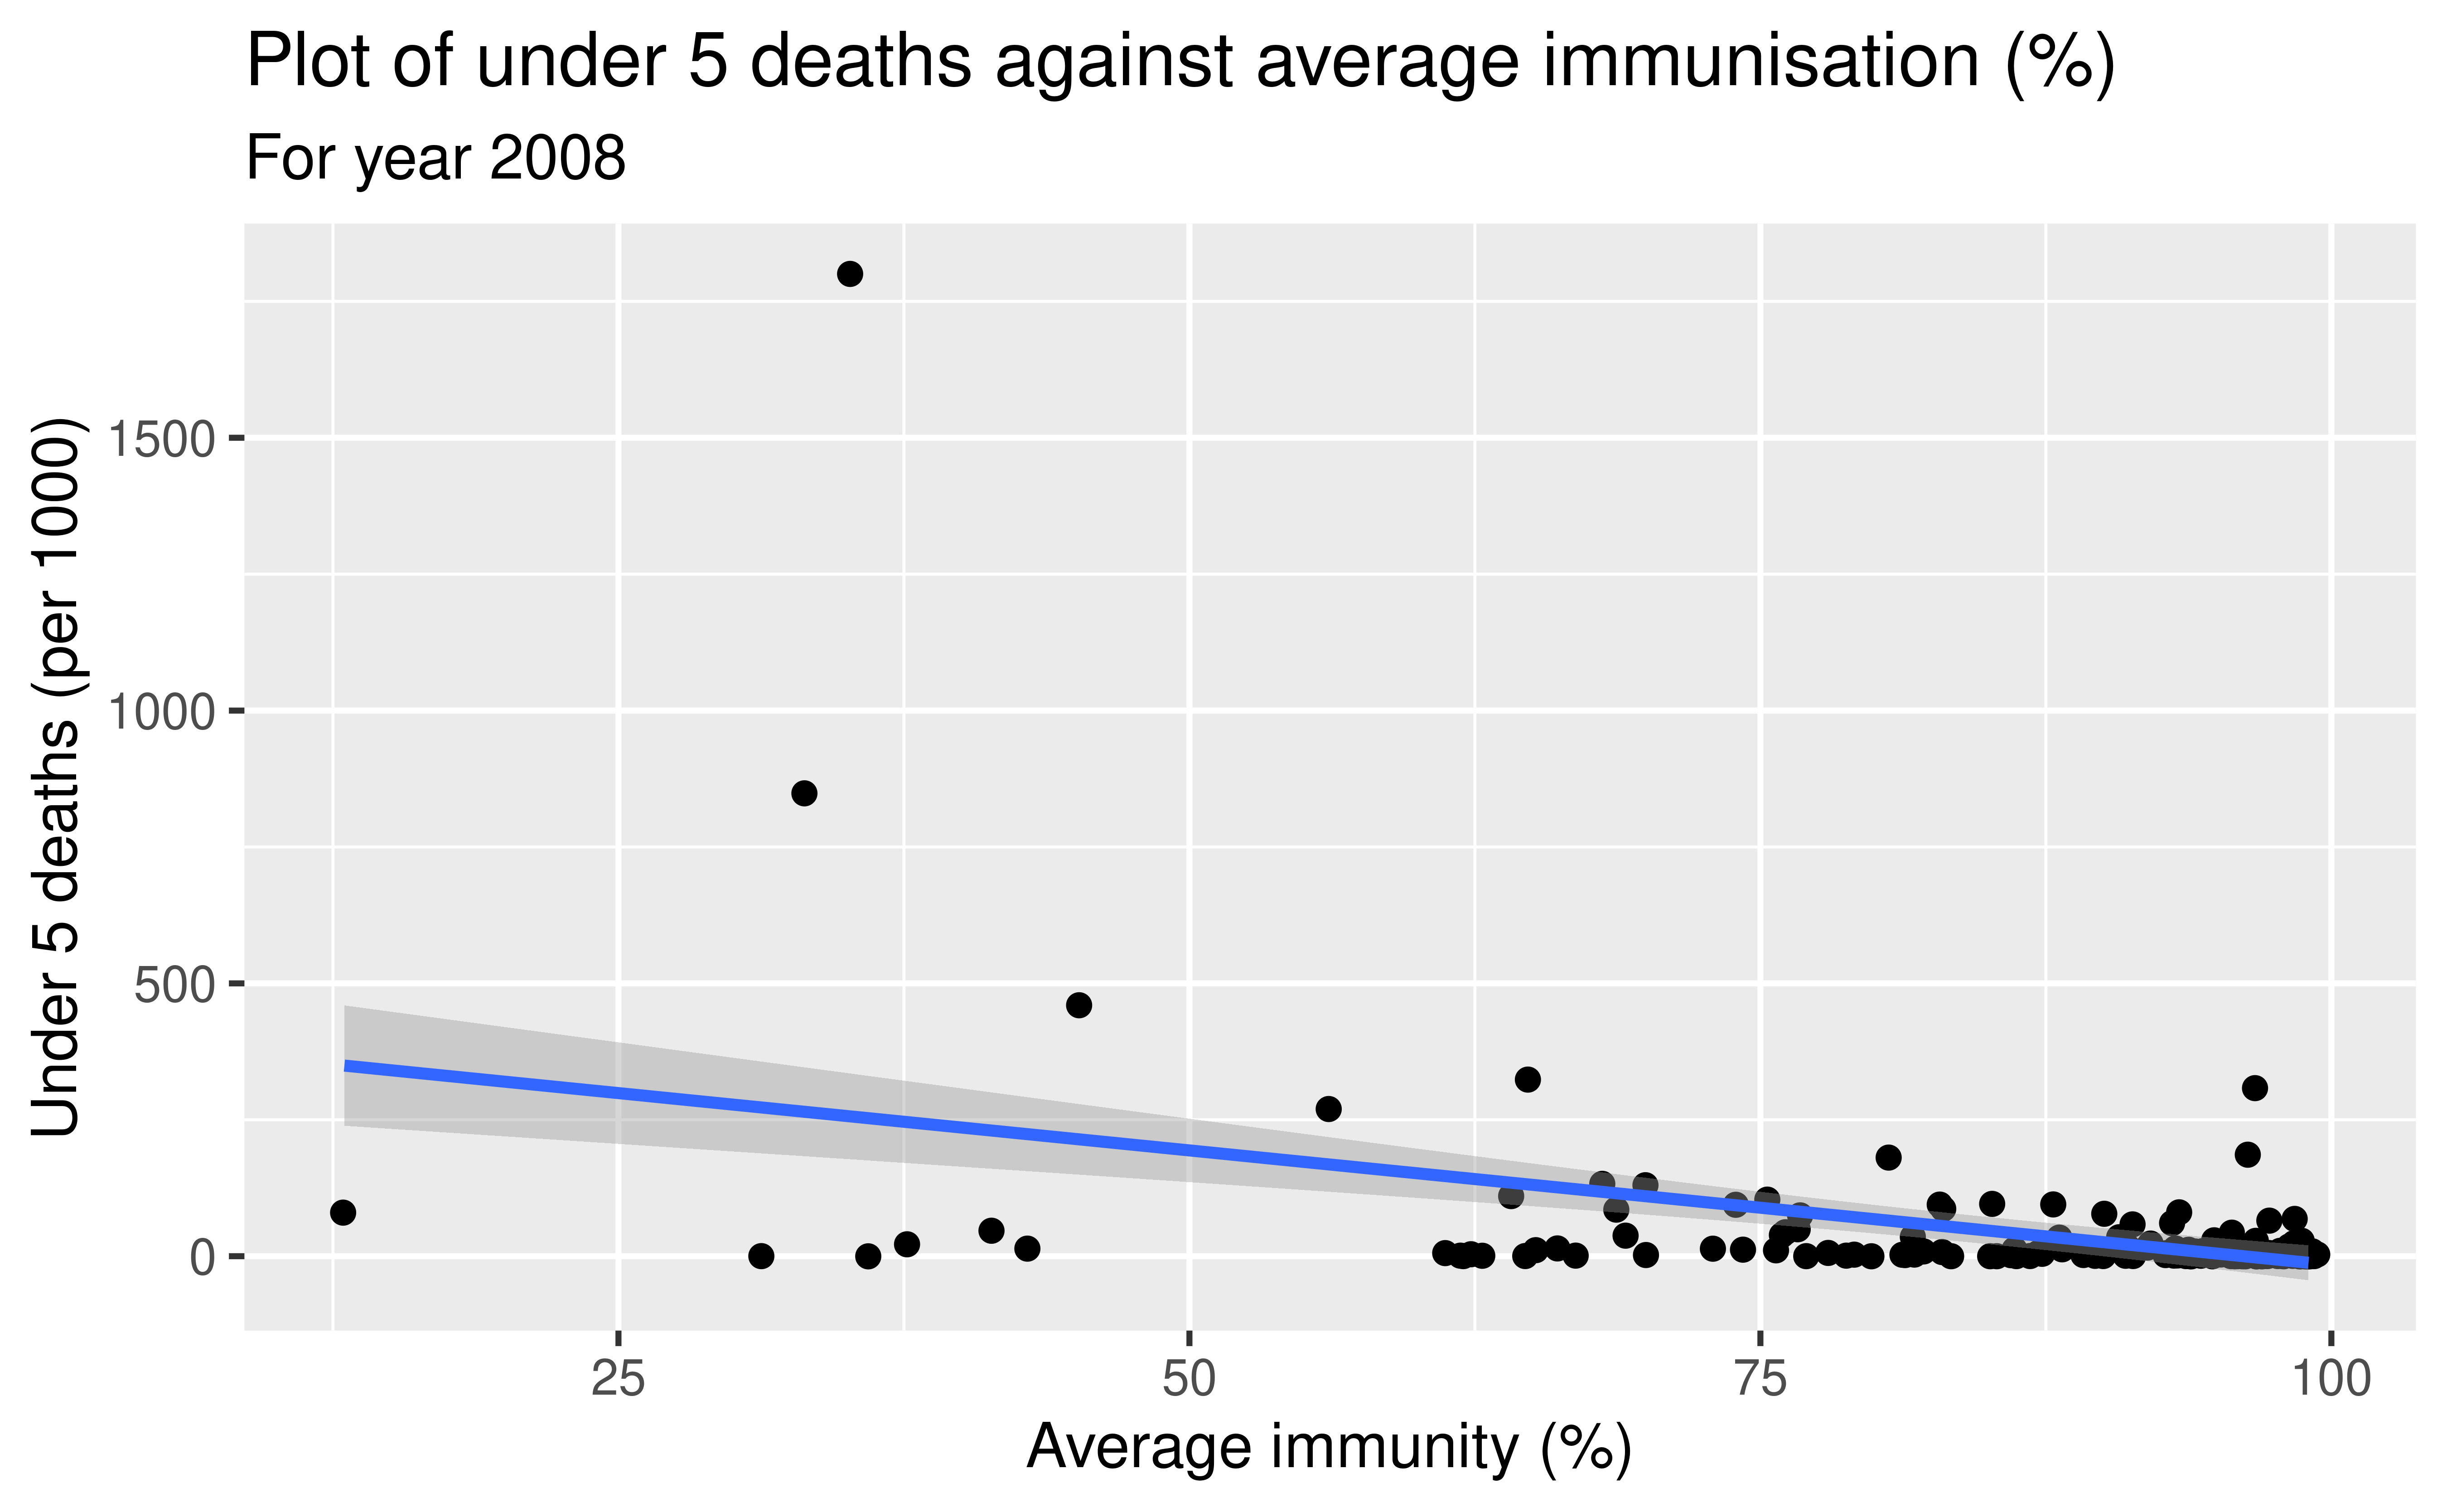 Plot of under 5 deaths against average immunisation (%)
For year 2008
Under 5 deaths (per 1000)
1500
1000
500
0
25 50 75 100
Average immunity (%)